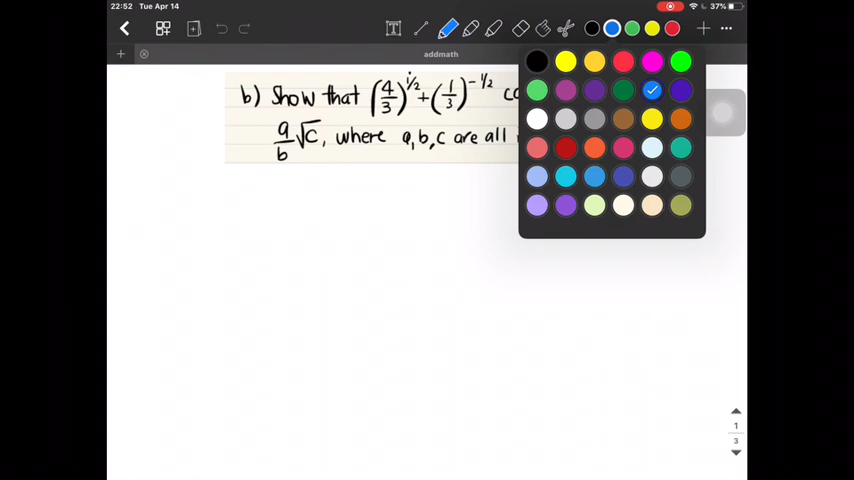 22:52 Tue Apr 14 37%
T
addmath
b) Show that (4/3)^1/2 + (1/3)^-1/2
a/b √c, where a, b, c are all
1
3